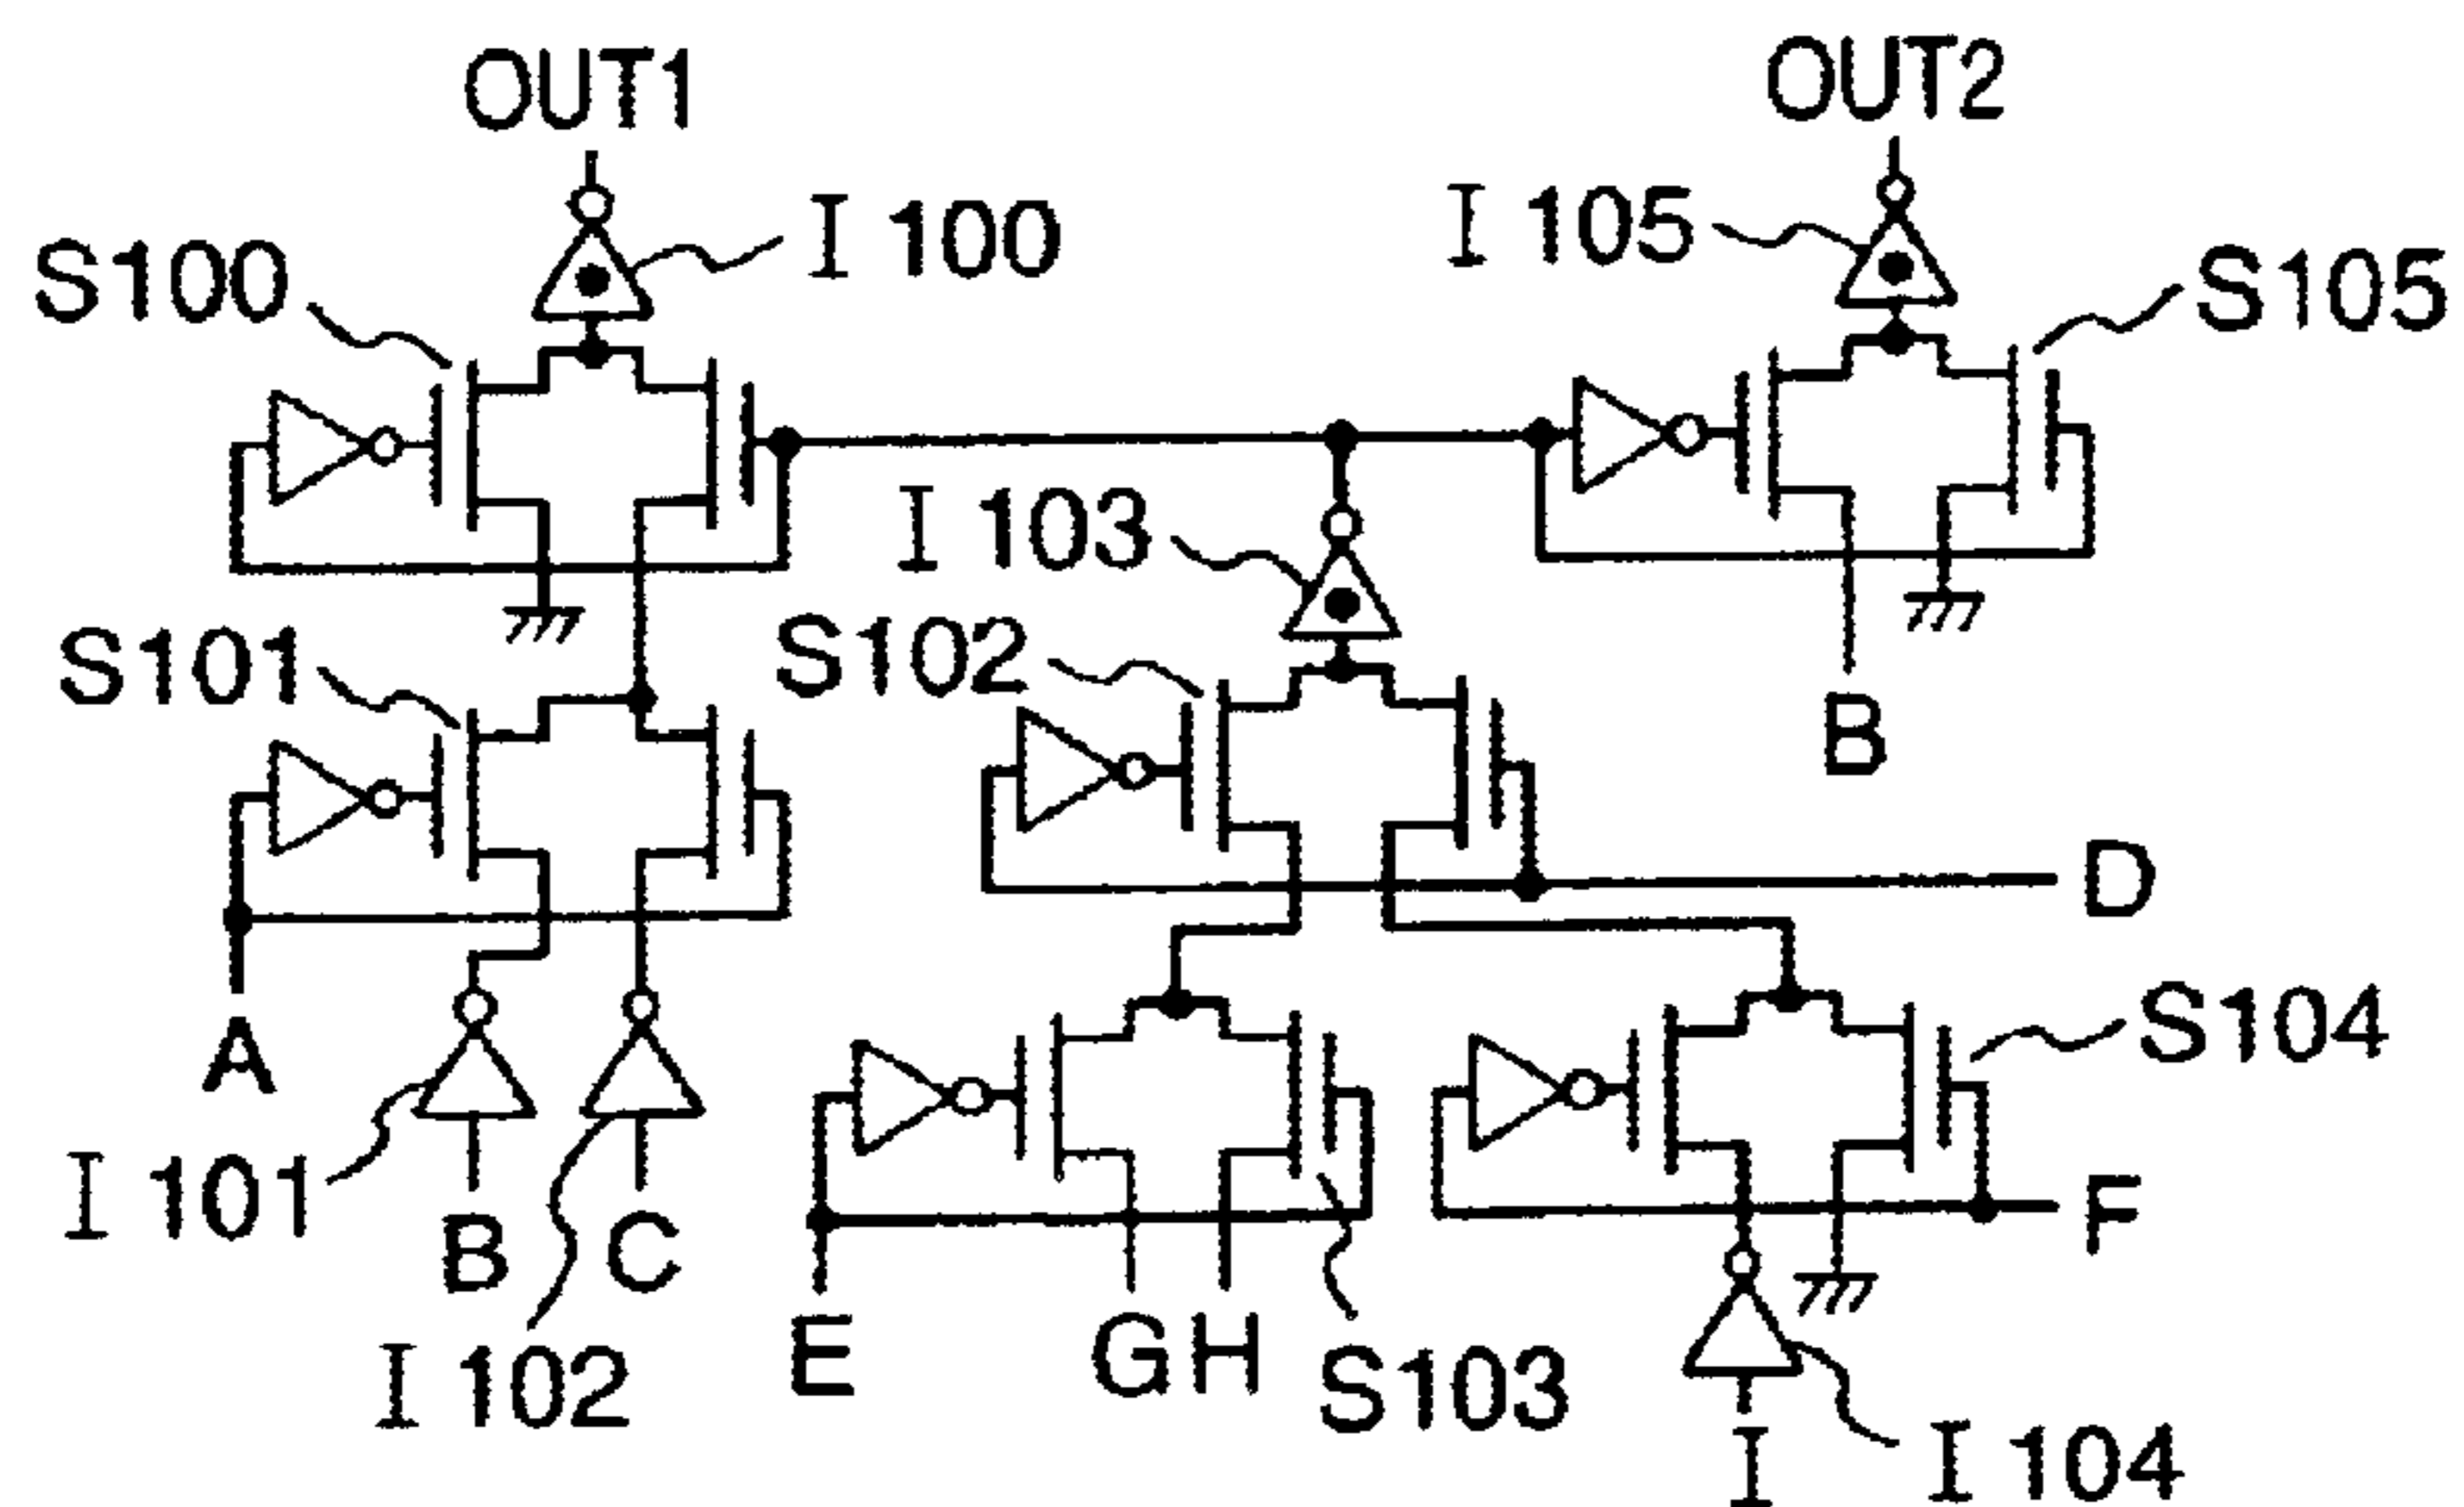 OUT1 OUT2
I 100 I 105
S100 S105
I 103
S101 S102
B
D
A S104
I 101 B C F
E G H S103
I 102 I I 104